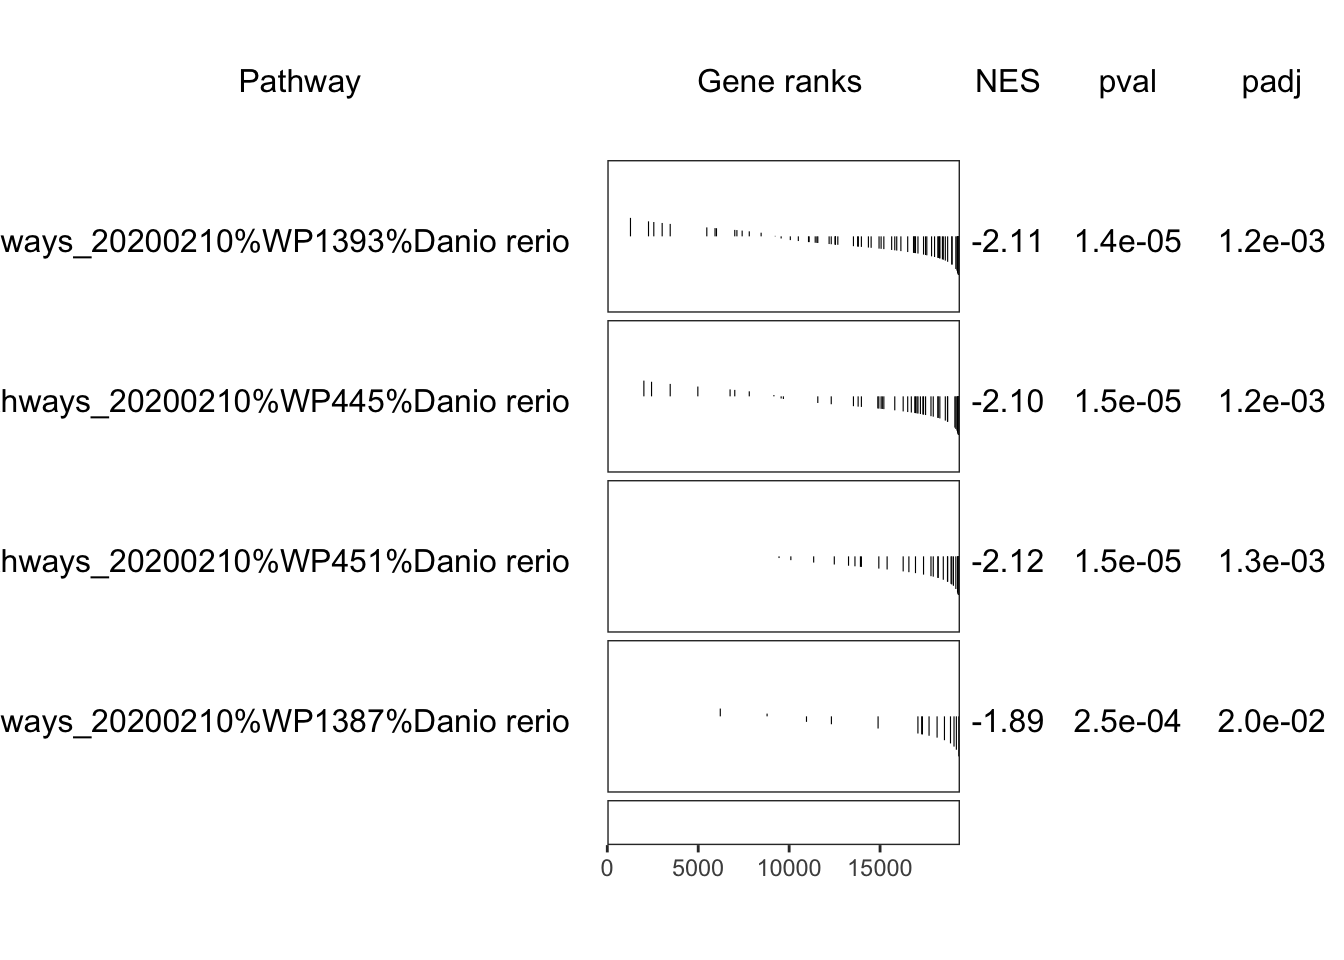 Pathway Gene ranks NES pval padj
ways_20200210%WP1393%Danio rerio -2.11 1.4e-05 1.2e-03
hways_20200210%WP445%Danio rerio -2.10 1.5e-05 1.2e-03
hways_20200210%WP451%Danio rerio -2.12 1.5e-05 1.3e-03
ways_20200210%WP1387%Danio rerio -1.89 2.5e-04 2.0e-02
0 5000 10000 15000